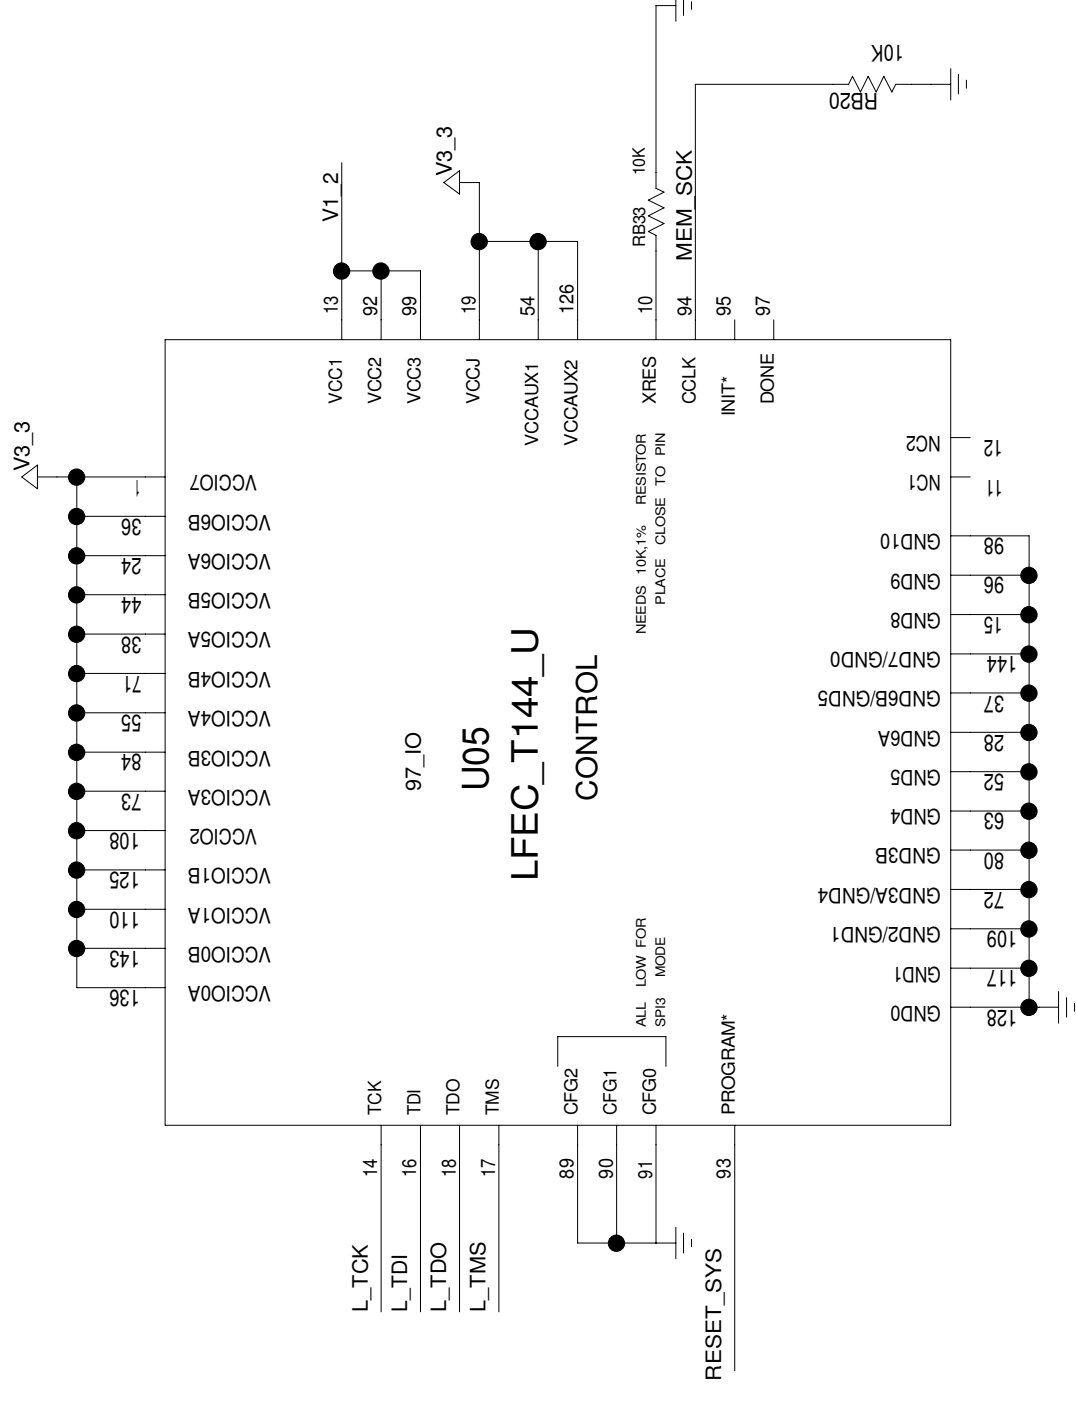 V3_3
1
VCCIO7
36
VCCIO6B
24
VCCIO6A
44
VCCIO5B
38
VCCIO5A
71
VCCIO4B
55
VCCIO4A
84
VCCIO3B
73
VCCIO3A
108
VCCIO2
125
VCCIO1B
110
VCCIO1A
143
VCCIO0B
136
VCCIO0A
V1_2
13
VCC1
92
VCC2
99
VCC3
V3_3
19
VCCJ
54
VCCAUX1
126
VCCAUX2
RB33
10K
10
XRES
MEM_SCK
94
CCLK
RB20
10K
95
INIT*
97
DONE
NEEDS 10K,1% RESISTOR
PLACE CLOSE TO PIN
97_IO
U05
LFEC_T144_U
CONTROL
ALL LOW FOR
SPI3 MODE
L_TCK
14
TCK
L_TDI
16
TDI
L_TDO
18
TDO
L_TMS
17
TMS
89
CFG2
90
CFG1
91
CFG0
RESET_SYS
93
PROGRAM*
NC2
12
NC1
11
GND10
98
GND9
96
GND8
15
GND7/GND0
144
GND6B/GND5
37
GND6A
28
GND5
52
GND4
63
GND3B
80
GND3A/GND4
72
GND2/GND1
109
GND1
117
GND0
128